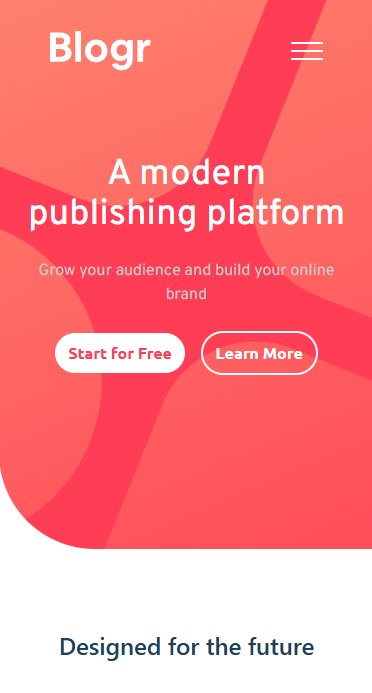 Blogr
A modern
publishing platform
Grow your audience and build your online
brand
Start for Free
Learn More
Designed for the future